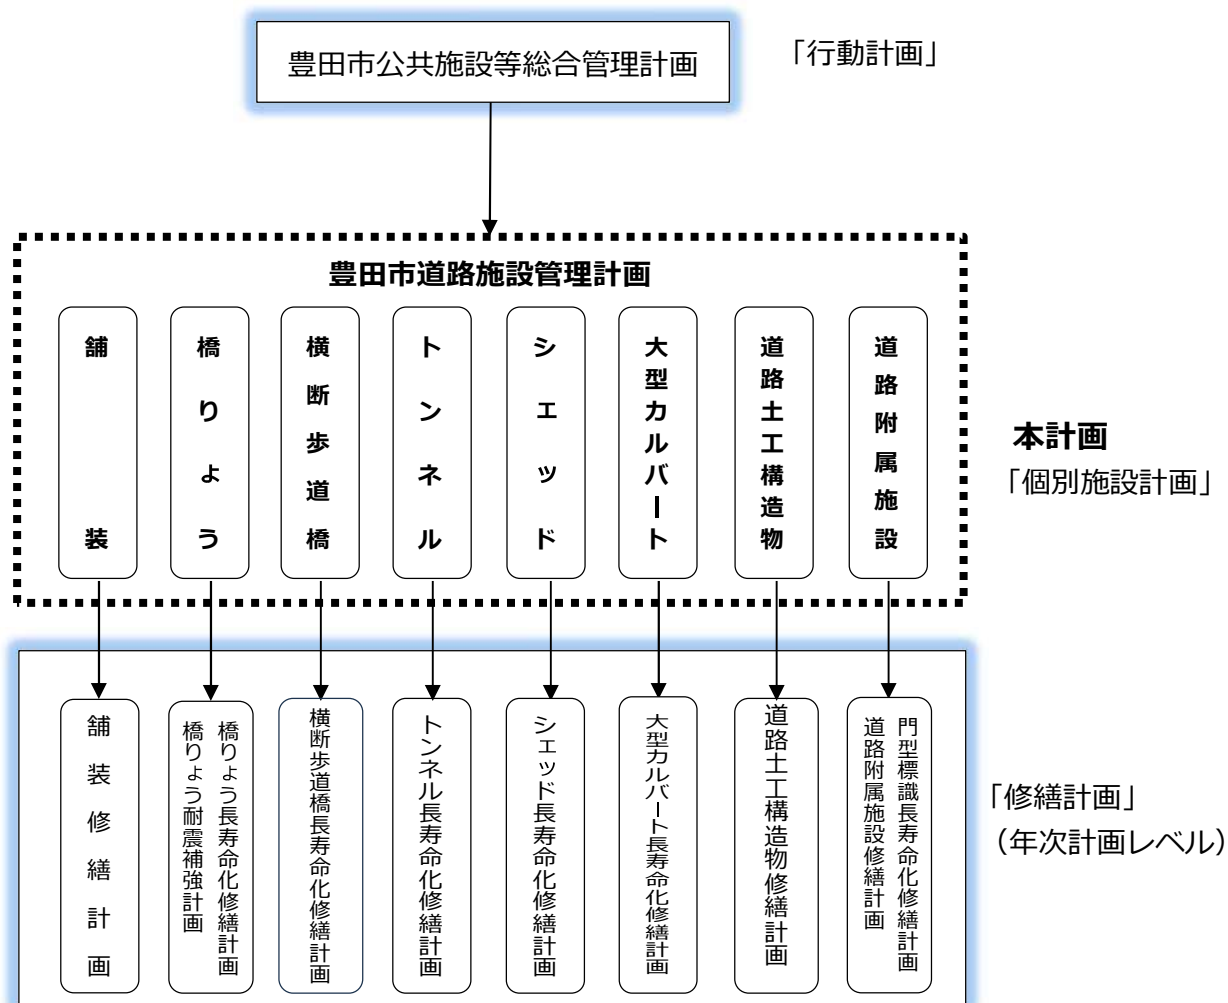 豊田市公共施設等総合管理計画
「行動計画」
豊田市道路施設管理計画
舗装
橋りょう
横断歩道橋
トンネル
シェッド
大型カルバート
道路土工構造物
道路附属施設
本計画
「個別施設計画」
舗装修繕計画
橋りょう長寿命化修繕計画
橋りょう耐震補強計画
横断歩道橋長寿命化修繕計画
トンネル長寿命化修繕計画
シェッド長寿命化修繕計画
大型カルバート長寿命化修繕計画
道路土工構造物修繕計画
門型標識長寿命化修繕計画
道路附属施設修繕計画
「修繕計画」
（年次計画レベル）